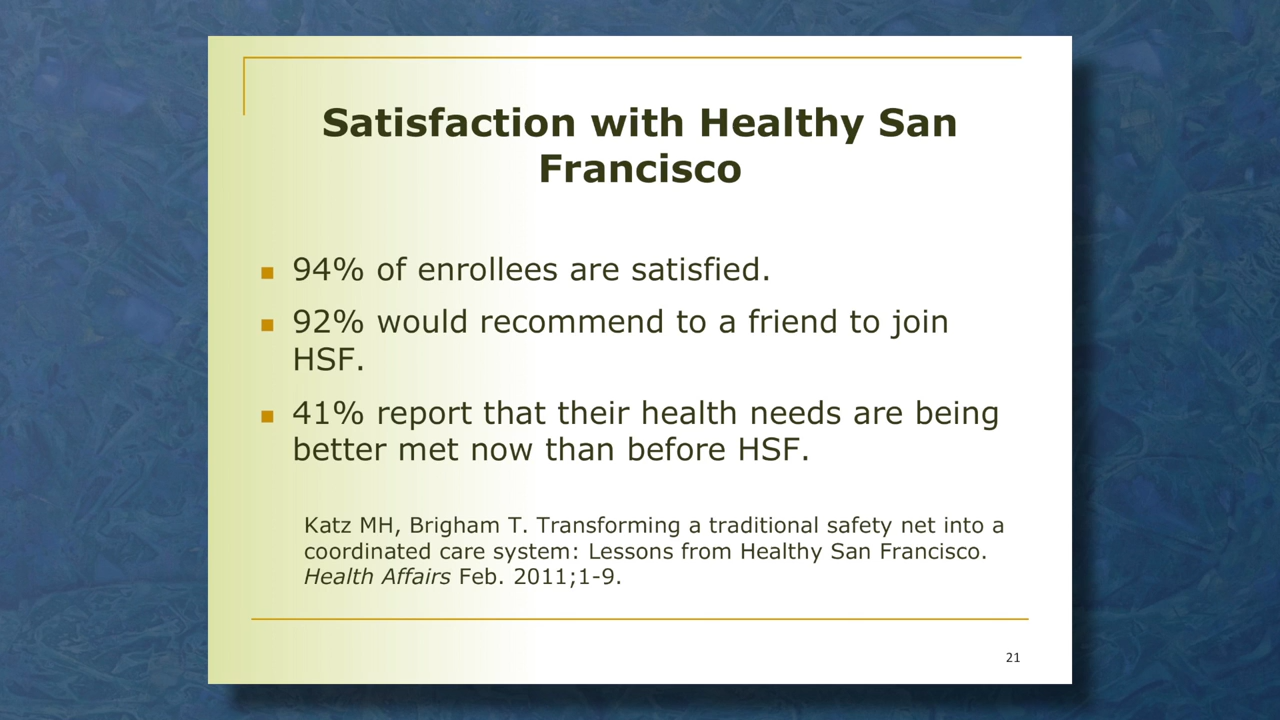 Satisfaction with Healthy San
Francisco
94% of enrollees are satisfied.
92% would recommend to a friend to join
HSF.
41% report that their health needs are being
better met now than before HSF.
Katz MH, Brigham T. Transforming a traditional safety net into a
coordinated care system: Lessons from Healthy San Francisco.
Health Affairs Feb. 2011;1-9.
21